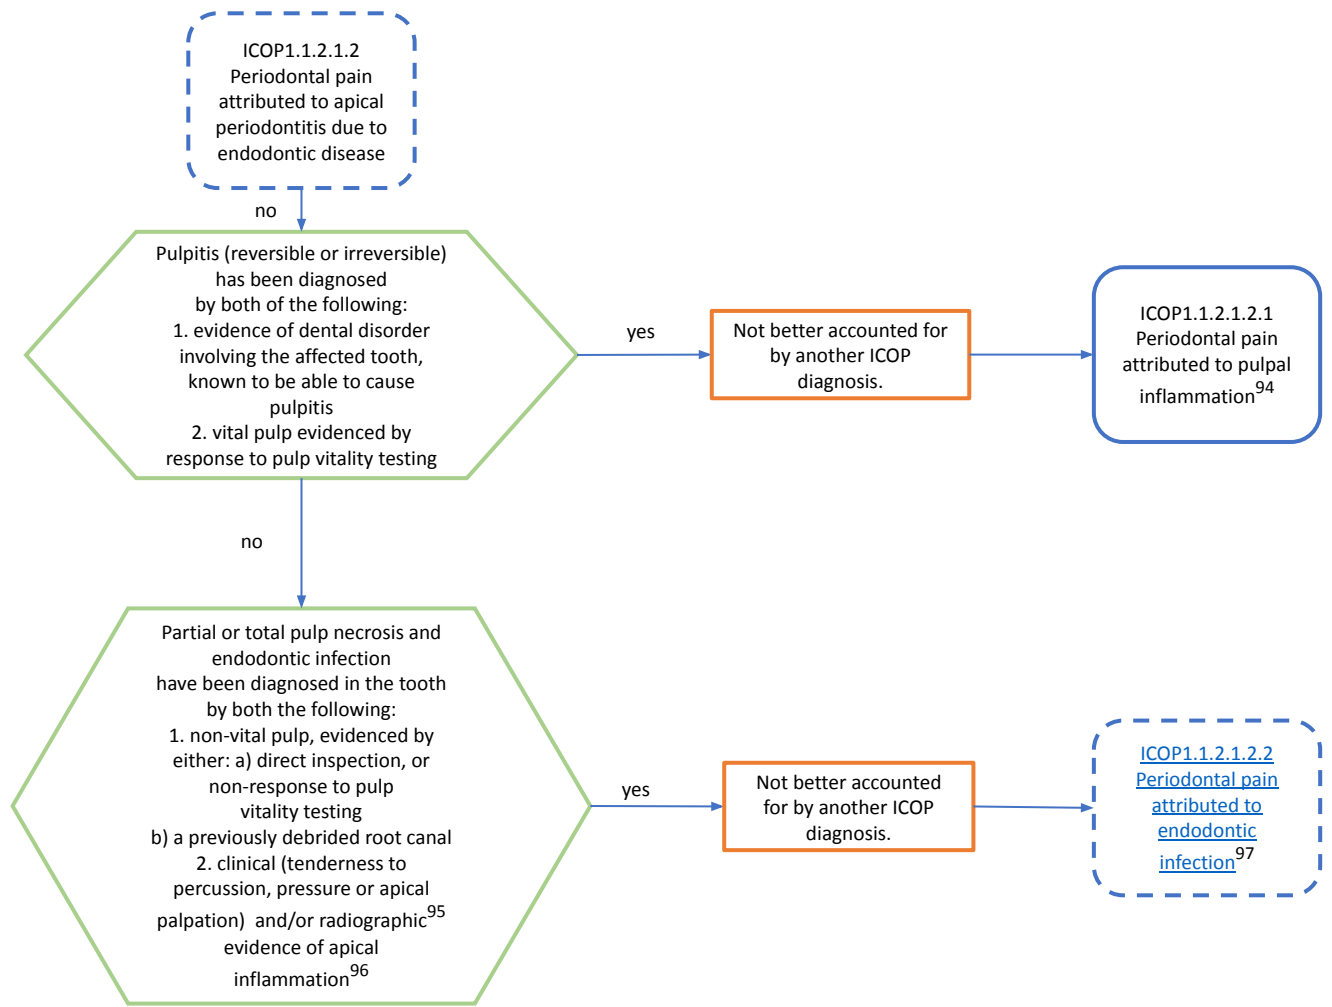 ICOP1.1.2.1.2
Periodontal pain
attributed to apical
periodontitis due to
endodontic disease
no
Pulpitis (reversible or irreversible)
has been diagnosed
by both of the following:
1. evidence of dental disorder
involving the affected tooth,
known to be able to cause
pulpitis
2. vital pulp evidenced by
response to pulp vitality testing
yes
Not better accounted for
by another ICOP
diagnosis.
ICOP1.1.2.1.2.1
Periodontal pain
attributed to pulpal
inflammation94
no
Partial or total pulp necrosis and
endodontic infection
have been diagnosed in the tooth
by both the following:
1. non-vital pulp, evidenced by
either: a) direct inspection, or
non-response to pulp
vitality testing
b) a previously debrided root canal
2. clinical (tenderness to
percussion, pressure or apical
palpation)  and/or radiographic95
evidence of apical
inflammation96
yes
Not better accounted
for by another ICOP
diagnosis.
ICOP1.1.2.1.2.2
Periodontal pain
attributed to
endodontic
infection97